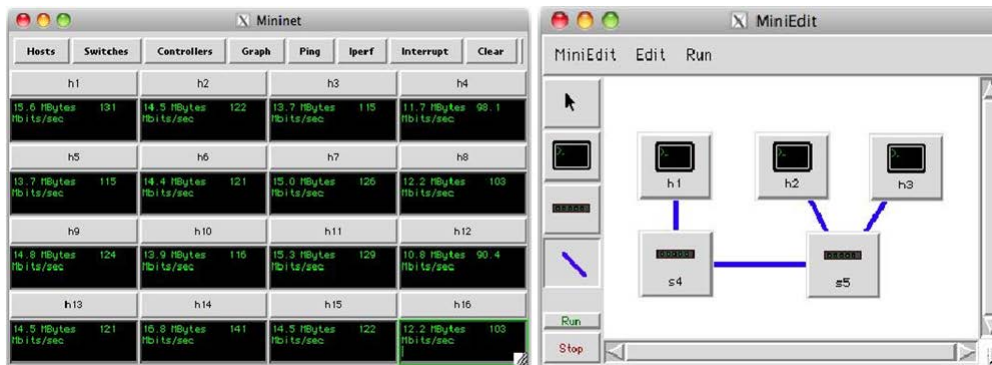 Mininet
Hosts Switches Controllers Graph Ping Iperf Interrupt Clear
h1 h2 h3 h4
15.6 MBytes 131 14.5 MBytes 122 13.7 MBytes 115 11.7 MBytes 98.1
Mbits/sec Mbits/sec Mbits/sec Mbits/sec
h5 h6 h7 h8
13.7 MBytes 115 14.4 MBytes 121 15.0 MBytes 126 12.2 MBytes 103
Mbits/sec Mbits/sec Mbits/sec Mbits/sec
h9 h10 h11 h12
14.8 MBytes 124 13.9 MBytes 116 15.3 MBytes 129 10.8 MBytes 90.4
Mbits/sec Mbits/sec Mbits/sec Mbits/sec
h13 h14 h15 h16
14.5 MBytes 121 16.8 MBytes 141 14.5 MBytes 122 12.2 MBytes 103
Mbits/sec Mbits/sec Mbits/sec Mbits/sec
MiniEdit
MiniEdit Edit Run
h1 h2 h3
s4 s5
Run
Stop